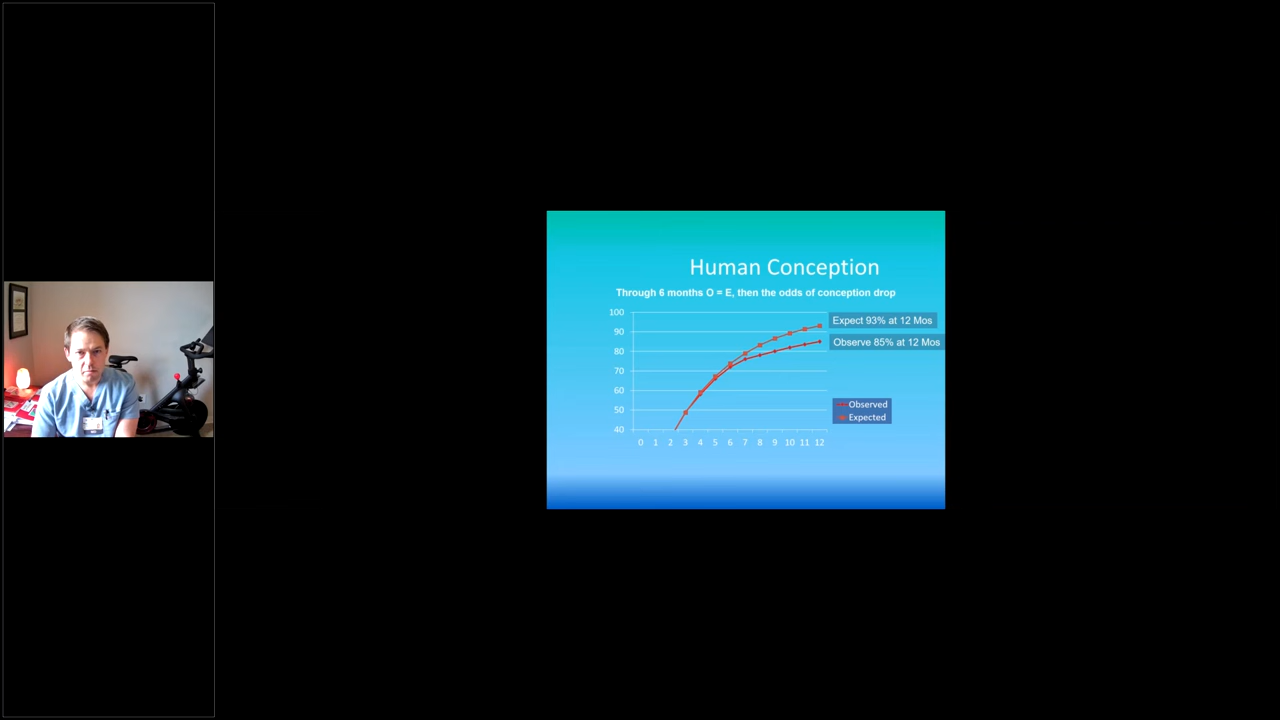 Human Conception
Through 6 months O = E, then the odds of conception drop
100
90
80
70
60
50
40
0 1 2 3 4 5 6 7 8 9 10 11 12
Expect 93% at 12 Mos
Observe 85% at 12 Mos
Observed
Expected